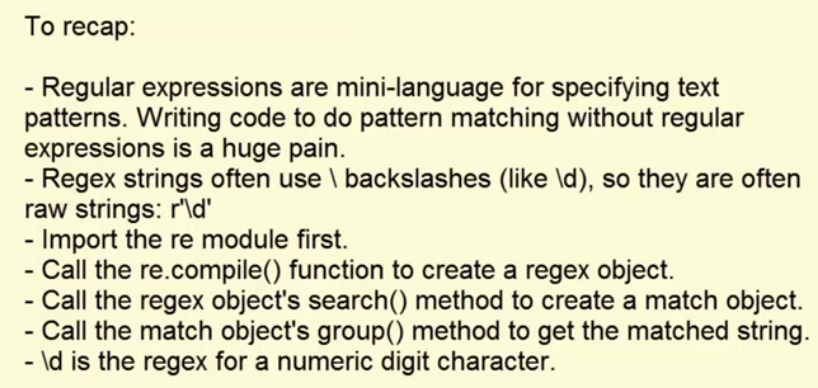 To recap:
- Regular expressions are mini-language for specifying text
patterns. Writing code to do pattern matching without regular
expressions is a huge pain.
- Regex strings often use \ backslashes (like \d), so they are often
raw strings: r'\d'
- Import the re module first.
- Call the re.compile() function to create a regex object.
- Call the regex object's search() method to create a match object.
- Call the match object's group() method to get the matched string.
- \d is the regex for a numeric digit character.